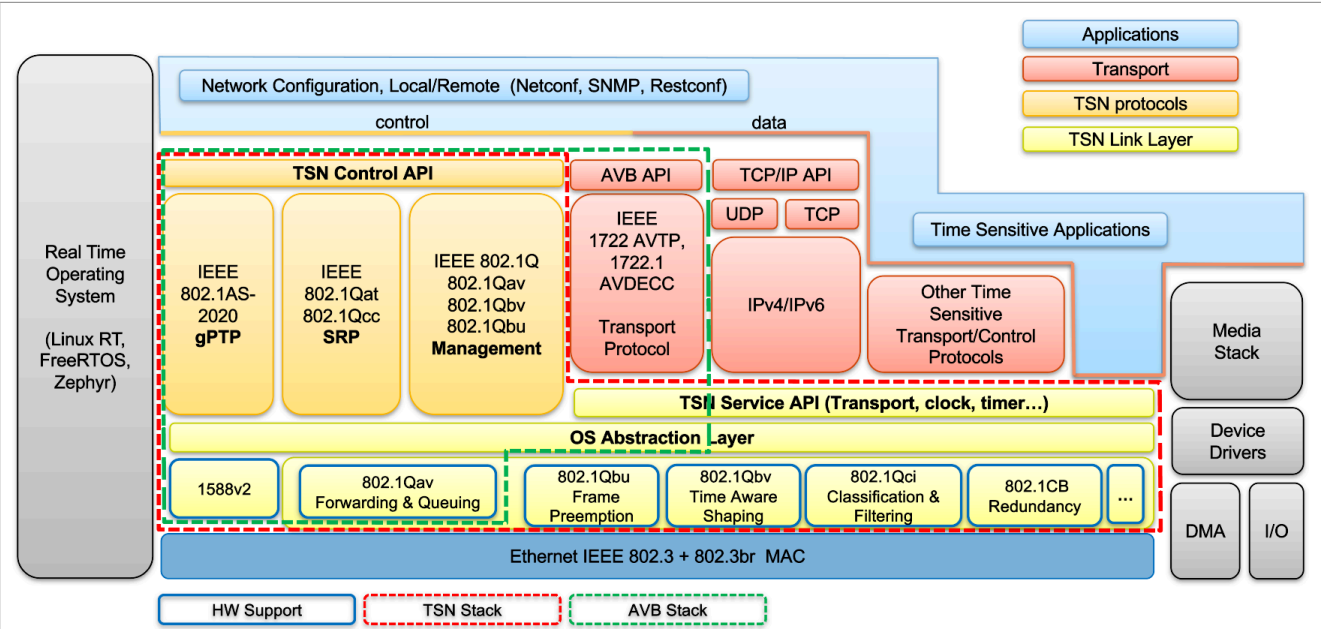 Applications
Transport
TSN protocols
TSN Link Layer
Network Configuration, Local/Remote (Netconf, SNMP, Restconf)
control
data
Real Time
Operating
System
(Linux RT,
FreeRTOS,
Zephyr)
TSN Control API
AVB API
TCP/IP API
UDP
TCP
Time Sensitive Applications
IEEE
802.1AS-
2020
gPTP
IEEE
802.1Qat
802.1Qcc
SRP
IEEE 802.1Q
802.1Qav
802.1Qbv
802.1Qbu
Management
IEEE
1722 AVTP,
1722.1
AVDECC
Transport
Protocol
IPv4/IPv6
Other Time
Sensitive
Transport/Control
Protocols
Media
Stack
TSN Service API (Transport, clock, timer…)
OS Abstraction Layer
Device
Drivers
1588v2
802.1Qav
Forwarding & Queuing
802.1Qbu
Frame
Preemption
802.1Qbv
Time Aware
Shaping
802.1Qci
Classification &
Filtering
802.1CB
Redundancy
...
DMA
I/O
Ethernet IEEE 802.3 + 802.3br MAC
HW Support
TSN Stack
AVB Stack